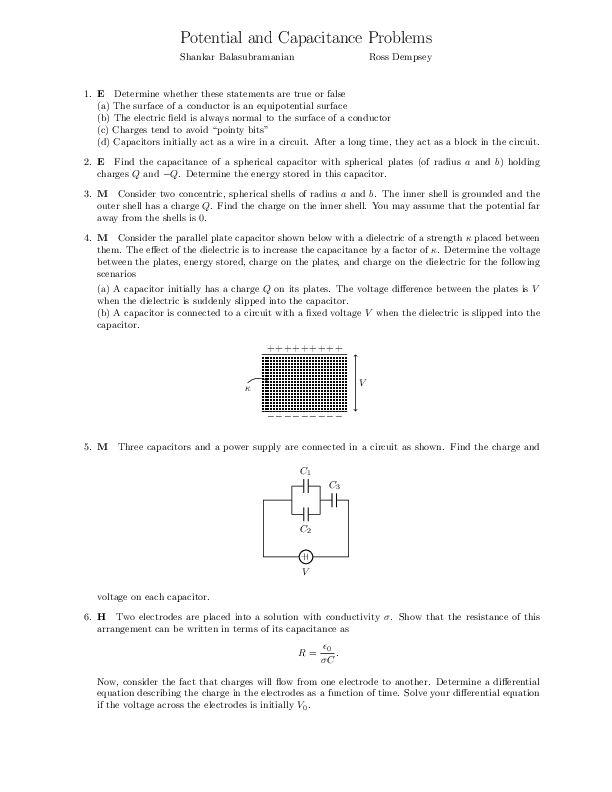 Potential and Capacitance Problems
Shankar Balasubramanian Ross Dempsey
1. E Determine whether these statements are true or false
(a) The surface of a conductor is an equipotential surface
(b) The electric field is always normal to the surface of a conductor
(c) Charges tend to avoid "pointy bits"
(d) Capacitors initially act as a wire in a circuit. After a long time, they act as a block in the circuit.
2. E Find the capacitance of a spherical capacitor with spherical plates (of radius a and b) holding
charges Q and −Q. Determine the energy stored in this capacitor.
3. M Consider two concentric, spherical shells of radius a and b. The inner shell is grounded and the
outer shell has a charge Q. Find the charge on the inner shell. You may assume that the potential far
away from the shells is 0.
4. M Consider the parallel plate capacitor shown below with a dielectric of a strength κ placed between
them. The effect of the dielectric is to increase the capacitance by a factor of κ. Determine the voltage
between the plates, energy stored, charge on the plates, and charge on the dielectric for the following
scenarios
(a) A capacitor initially has a charge Q on its plates. The voltage difference between the plates is V
when the dielectric is suddenly slipped into the capacitor.
(b) A capacitor is connected to a circuit with a fixed voltage V when the dielectric is slipped into the
capacitor.
+ + + + + + + + +
κ
V
− − − − − − − − −
5. M Three capacitors and a power supply are connected in a circuit as shown. Find the charge and
C1
C3
C2
V
voltage on each capacitor.
6. H Two electrodes are placed into a solution with conductivity σ. Show that the resistance of this
arrangement can be written in terms of its capacitance as
R = ϵ0/σC.
Now, consider the fact that charges will flow from one electrode to another. Determine a differential
equation describing the charge in the electrodes as a function of time. Solve your differential equation
if the voltage across the electrodes is initially V0.